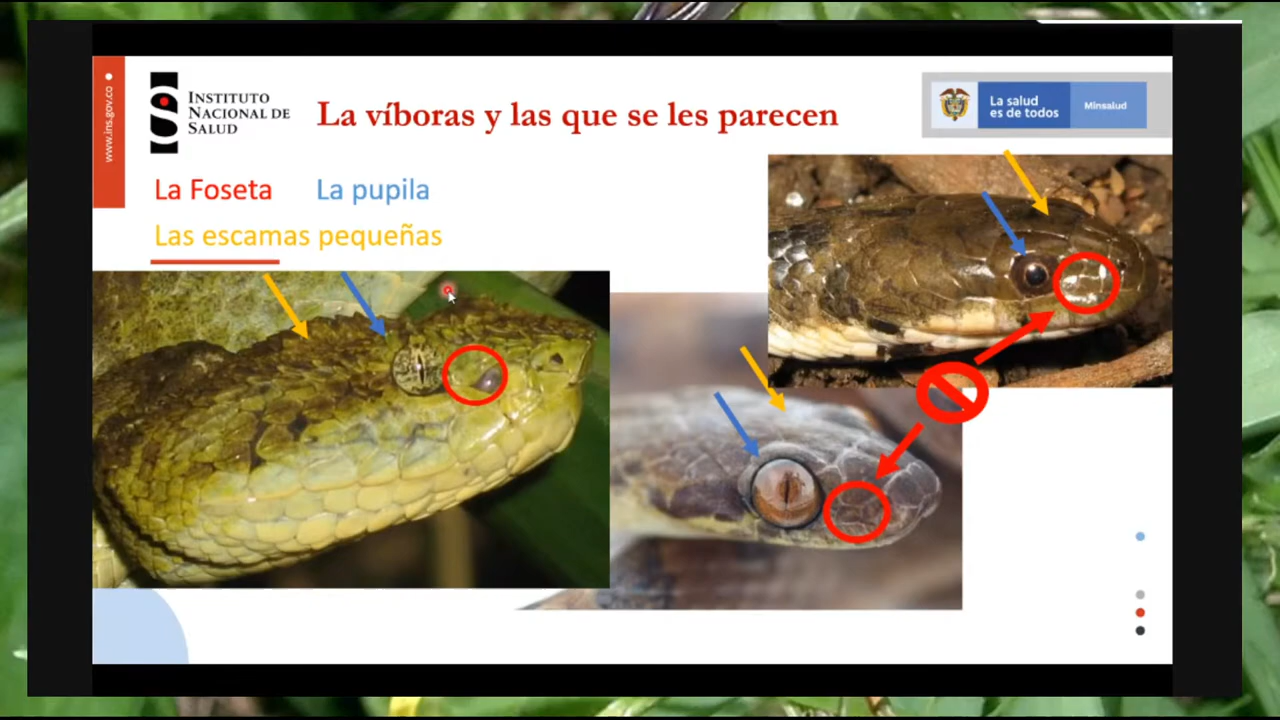 www.ins.gov.co
INSTITUTO
NACIONAL DE
SALUD
La víboras y las que se les parecen
La salud
es de todos
Minsalud
La Foseta
La pupila
Las escamas pequeñas